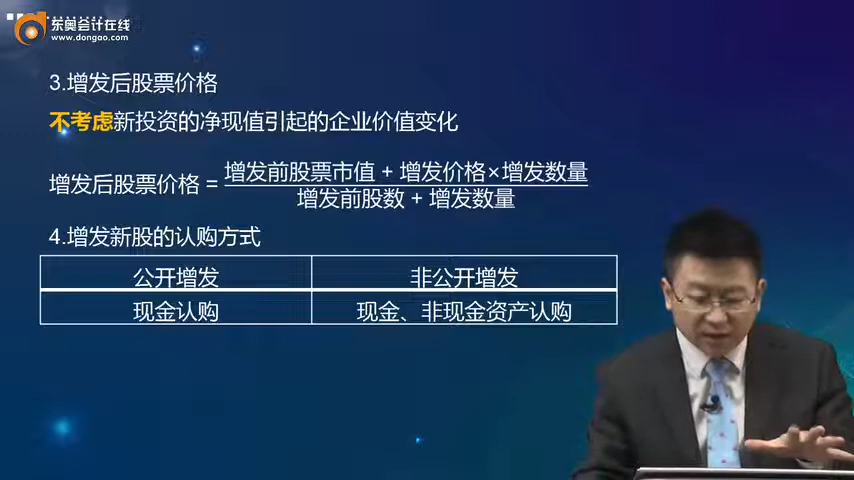 东奥会计在线
www.dongao.com
3.增发后股票价格
不考虑新投资的净现值引起的企业价值变化
增发后股票价格 = 增发前股票市值 + 增发价格×增发数量
增发前股数 + 增发数量
4.增发新股的认购方式
公开增发 非公开增发
现金认购 现金、非现金资产认购